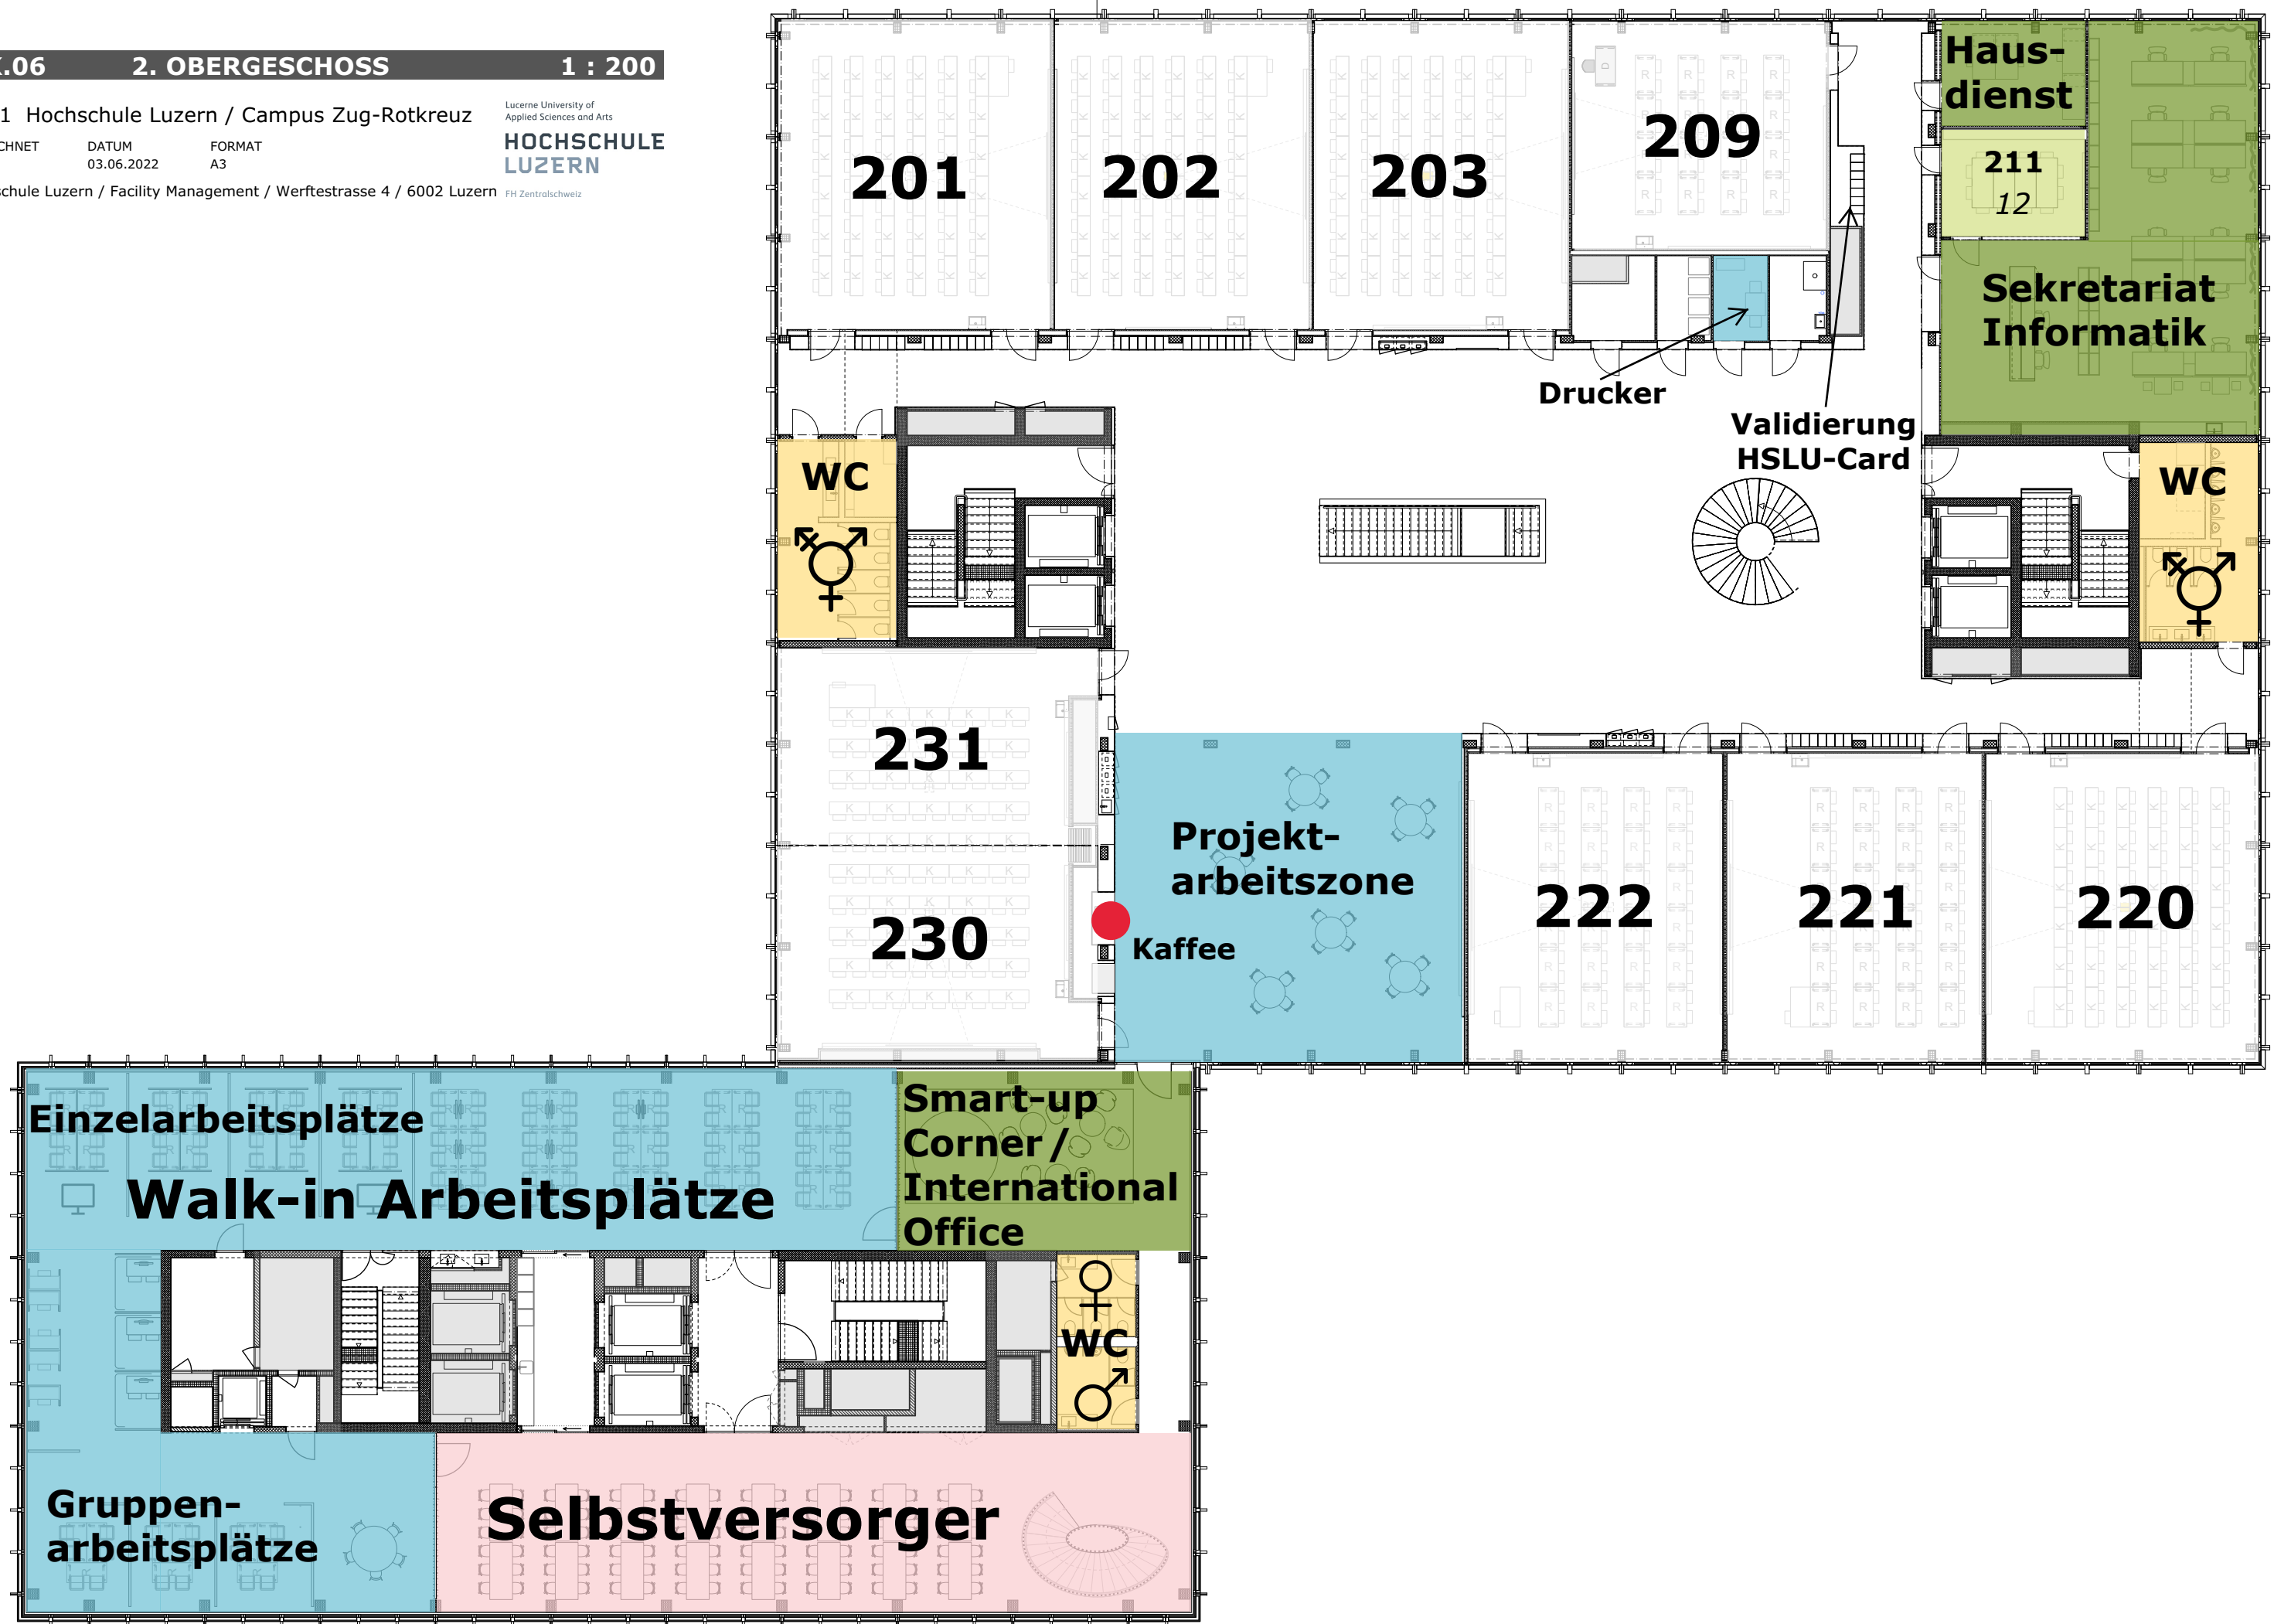 .06 2. OBERGESCHOSS 1 : 200
1 Hochschule Luzern / Campus Zug-Rotkreuz
CHNET DATUM FORMAT
03.06.2022 A3
schule Luzern / Facility Management / Werftestrasse 4 / 6002 Luzern
Lucerne University of
Applied Sciences and Arts
HOCHSCHULE
LUZERN
FH Zentralschweiz
201
202
203
209
Haus-
dienst
211
12
Sekretariat
Informatik
Drucker
Validierung
HSLU-Card
WC
WC
231
230
Projekt-
arbeitszone
Kaffee
222
221
220
Einzelarbeitsplätze
Walk-in Arbeitsplätze
Smart-up
Corner/
International
Office
WC
Gruppen-
arbeitsplätze
Selbstversorger